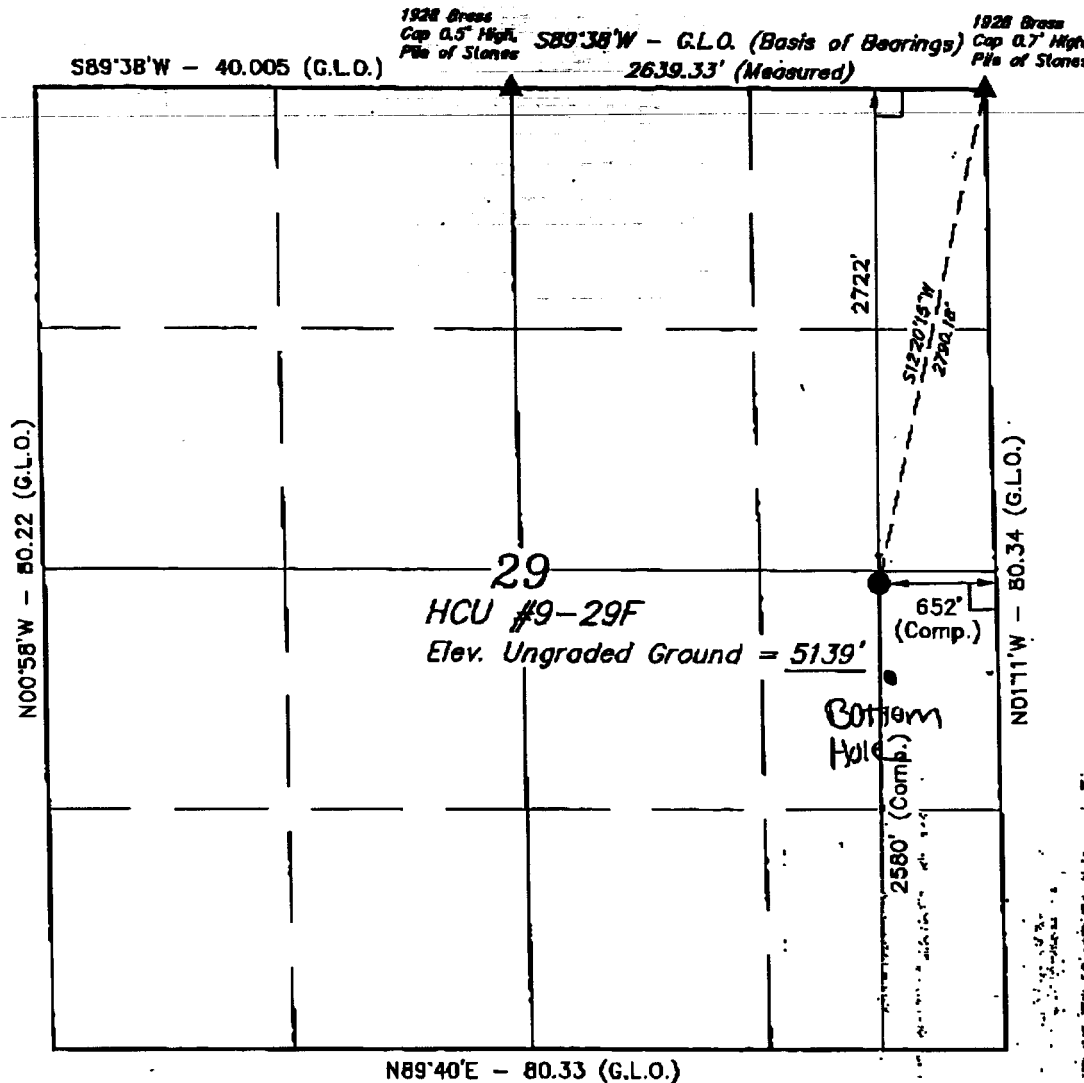 1928 Brass
Cap 0.5' High,
Pile of Stones
S89°38'W - G.L.O. (Basis of Bearings)
1928 Brass
Cap 0.7' High
Pile of Stones
S89°38'W - 40.005 (G.L.O.)
2639.33' (Measured)
2722'
S12°20'15"W
2790.18'
N00°58'W - 80.22 (G.L.O.)
N01°11'W - 80.34 (G.L.O.)
29
HCU #9-29F
Elev. Ungraded Ground = 5139'
652'
(Comp.)
Bottom
Hole
2580' (Comp.)
N89°40'E - 80.33 (G.L.O.)